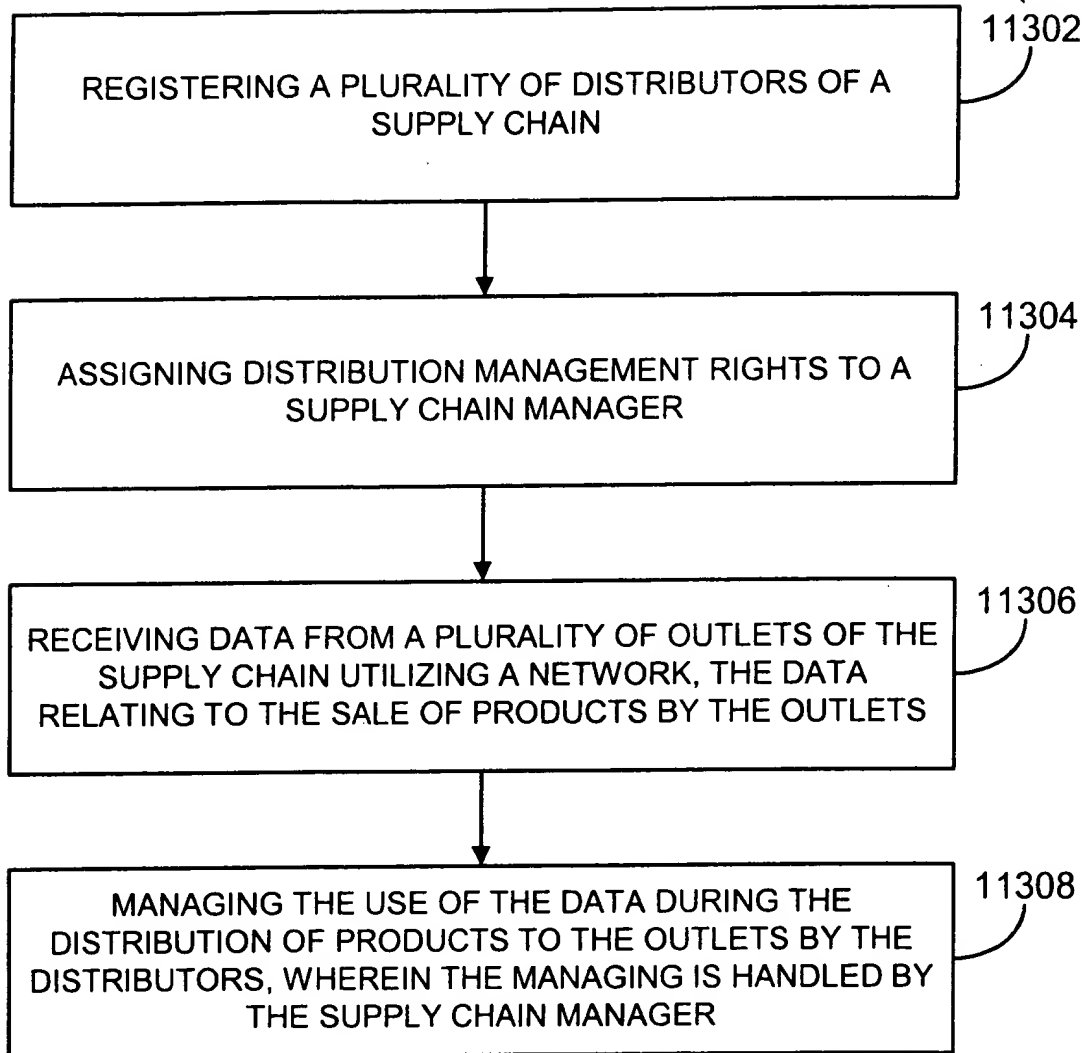 11302
REGISTERING A PLURALITY OF DISTRIBUTORS OF A
SUPPLY CHAIN
11304
ASSIGNING DISTRIBUTION MANAGEMENT RIGHTS TO A
SUPPLY CHAIN MANAGER
11306
RECEIVING DATA FROM A PLURALITY OF OUTLETS OF THE
SUPPLY CHAIN UTILIZING A NETWORK, THE DATA
RELATING TO THE SALE OF PRODUCTS BY THE OUTLETS
11308
MANAGING THE USE OF THE DATA DURING THE
DISTRIBUTION OF PRODUCTS TO THE OUTLETS BY THE
DISTRIBUTORS, WHEREIN THE MANAGING IS HANDLED BY
THE SUPPLY CHAIN MANAGER